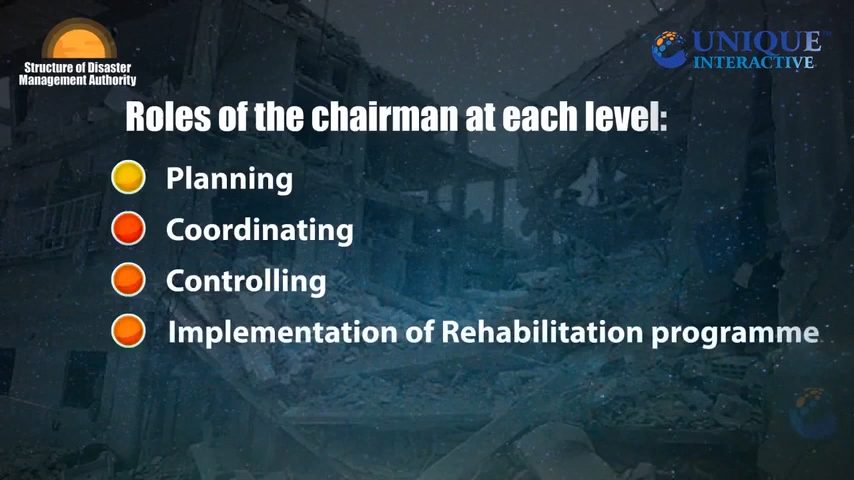 Structure of Disaster
Management Authority
UNIQUE™
INTERACTIVE
Roles of the chairman at each level:
Planning
Coordinating
Controlling
Implementation of Rehabilitation programme